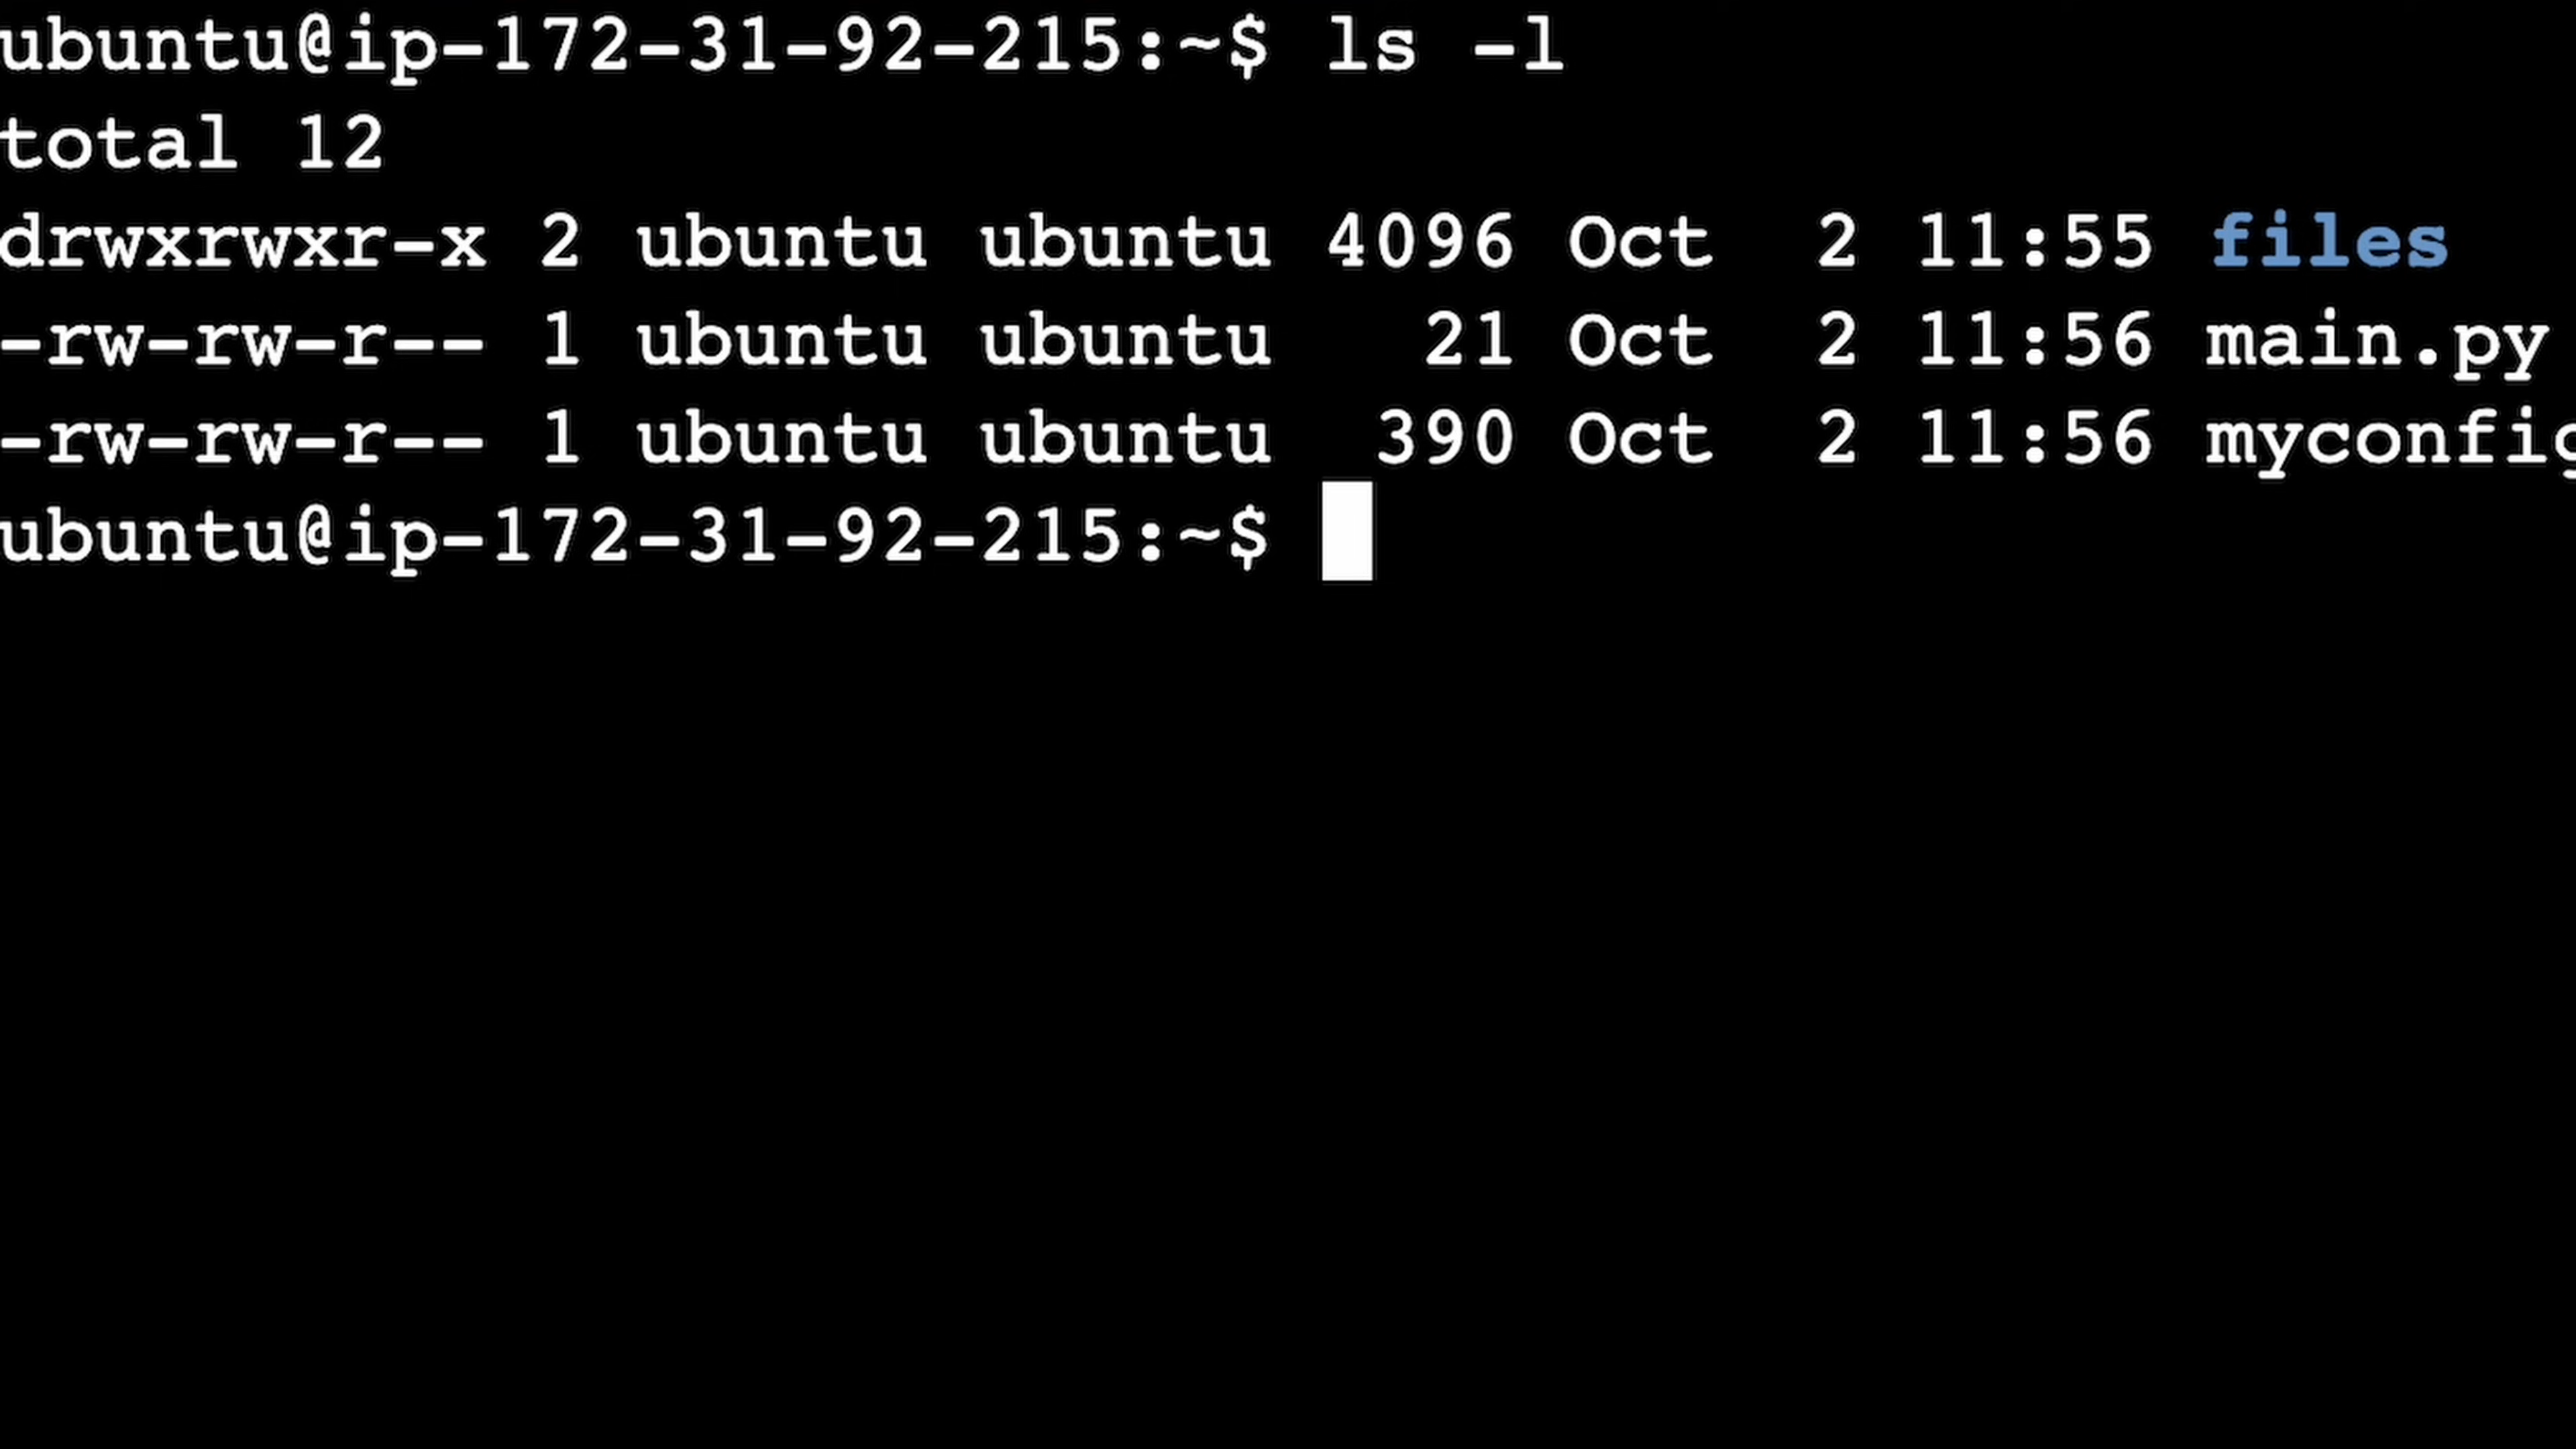 ubuntu@ip-172-31-92-215:~$ ls -l
total 12
drwxrwxr-x 2 ubuntu ubuntu 4096 Oct  2 11:55 files
-rw-rw-r-- 1 ubuntu ubuntu   21 Oct  2 11:56 main.py
-rw-rw-r-- 1 ubuntu ubuntu  390 Oct  2 11:56 myconfig
ubuntu@ip-172-31-92-215:~$